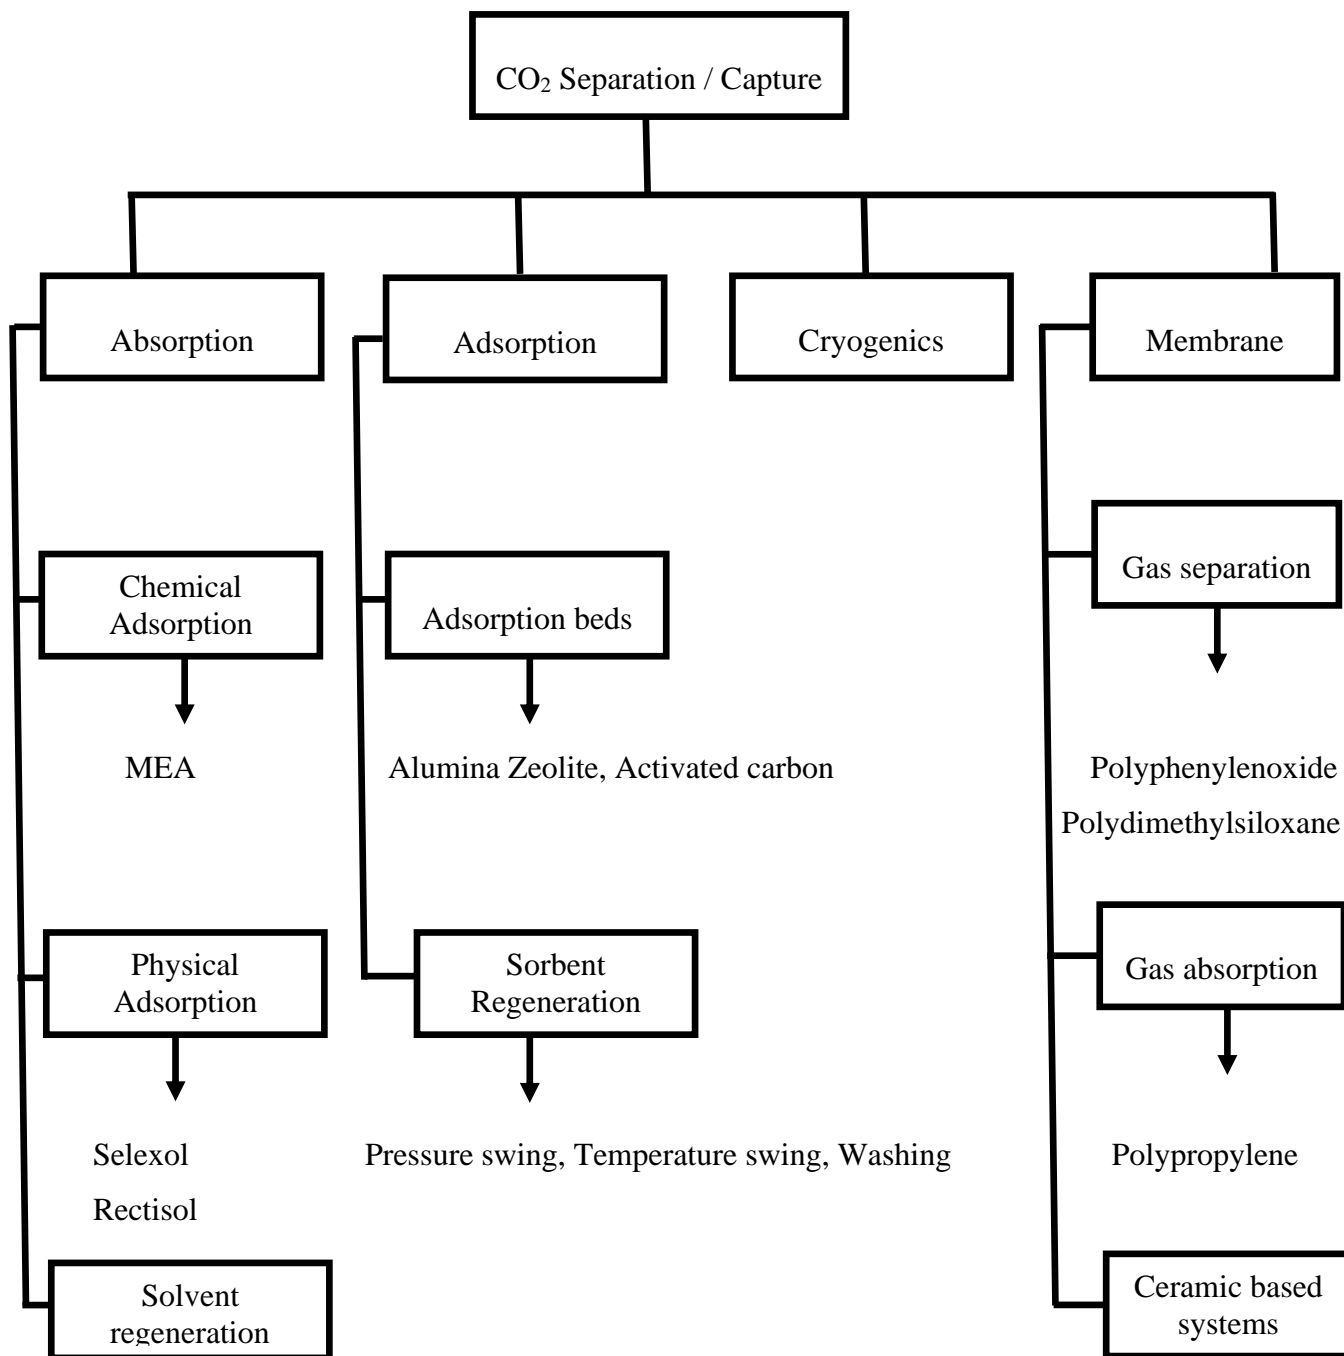 CO₂ Separation / Capture
Absorption
Adsorption
Cryogenics
Membrane
Chemical
Adsorption
Adsorption beds
Gas separation
MEA
Alumina Zeolite, Activated carbon
Polyphenylenoxide
Polydimethylsiloxane
Physical
Adsorption
Sorbent
Regeneration
Gas absorption
Selexol
Rectisol
Pressure swing, Temperature swing, Washing
Polypropylene
Solvent
regeneration
Ceramic based
systems